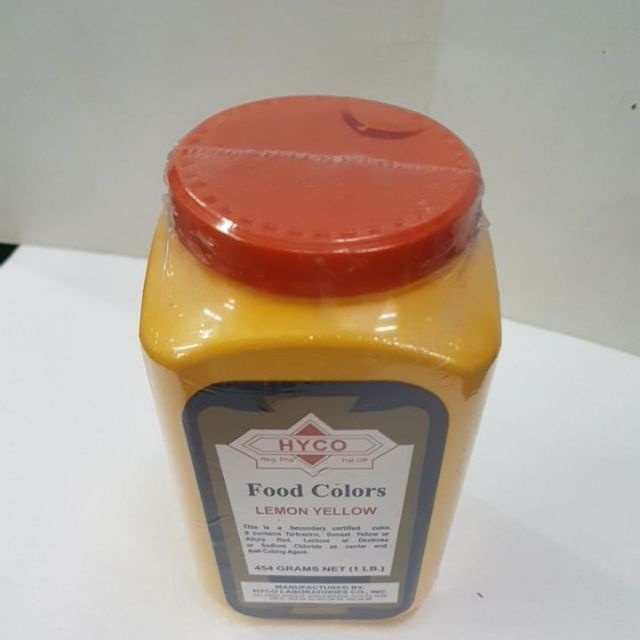 HYCO
Reg. Phil. Pat. Off
Food Colors
LEMON YELLOW
This is a Secondary certified color.
It contains Tartrazine, Sunset Yellow or
Allura Red, Lactose or Dextrose
or Sodium Chloride as carrier and
Anti-Caking Agent.
454 GRAMS NET (1 LB.)
MANUFACTURED BY:
HYCO LABORATORIES CO., INC.